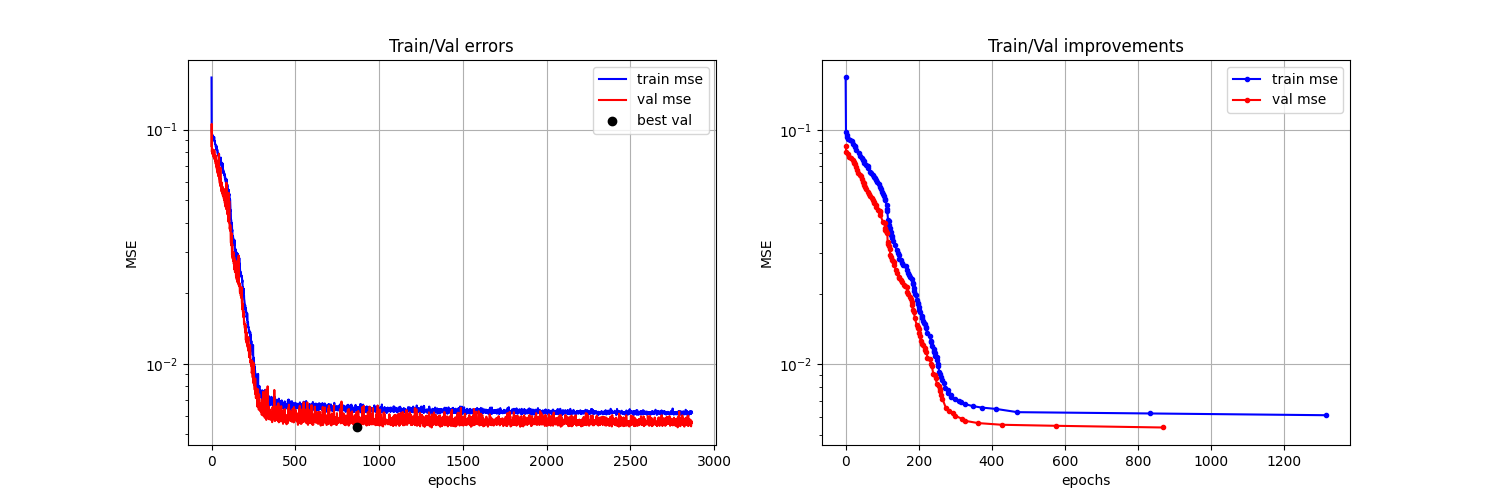 Train/Val errors
MSE
10⁻¹
10⁻²
0 500 1000 1500 2000 2500 3000
epochs
train mse
val mse
best val
Train/Val improvements
MSE
10⁻¹
10⁻²
0 200 400 600 800 1000 1200
epochs
train mse
val mse